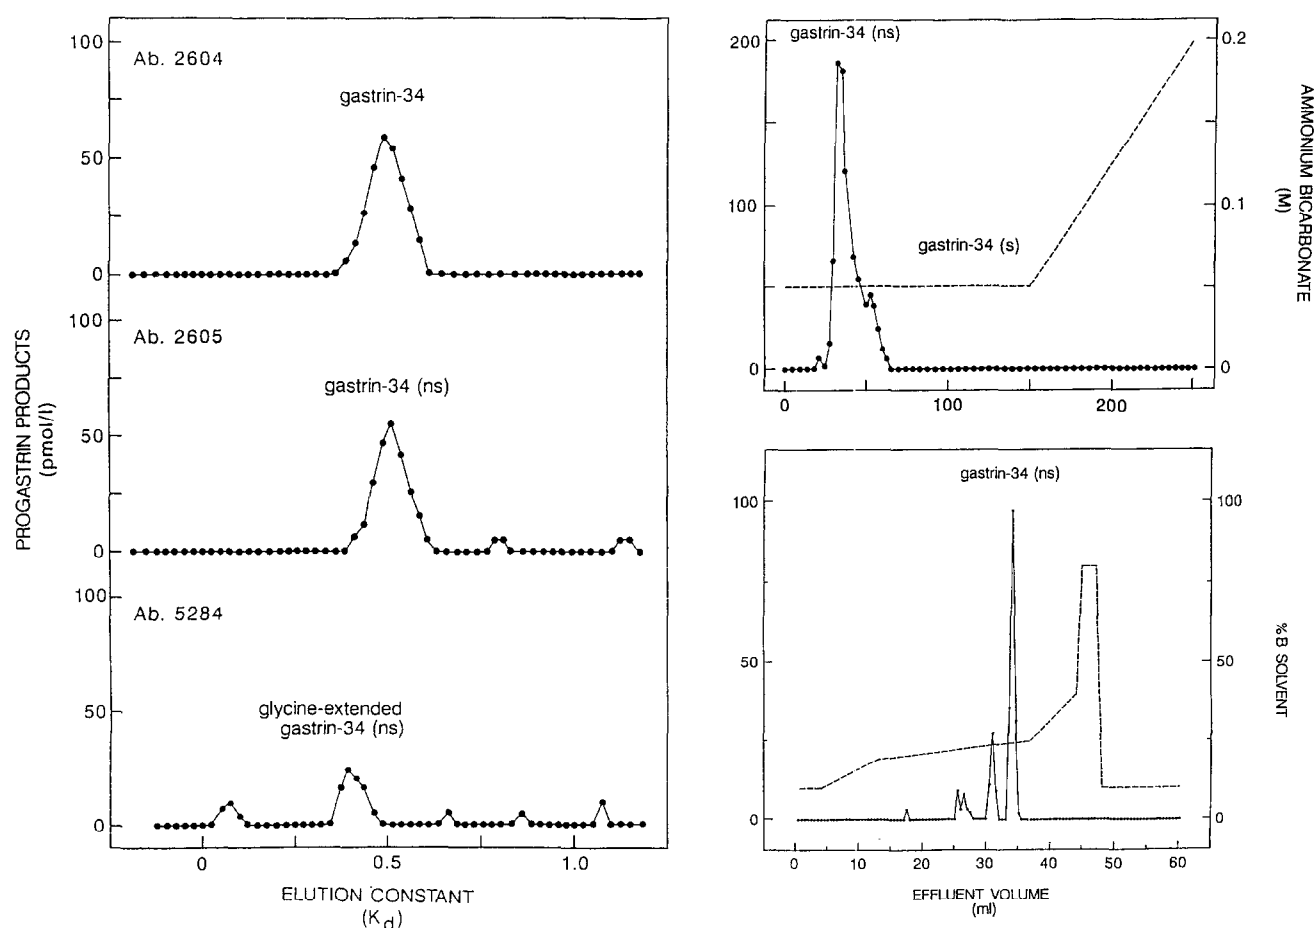 100
Ab. 2604
gastrin-34
50
0
100
Ab. 2605
gastrin-34 (ns)
50
0
100
Ab. 5284
glycine-extended
gastrin-34 (ns)
50
0
0
0.5
1.0
ELUTION CONSTANT
(Kd)
PROGASTRIN PRODUCTS
(pmol/l)
gastrin-34 (ns)
200
0.2
gastrin-34 (s)
100
0.1
0
0
0
100
200
AMMONIUM BICARBONATE
(M)
gastrin-34 (ns)
100
100
50
50
0
0
0
10
20
30
40
50
60
% B SOLVENT
EFFLUENT VOLUME
(ml)